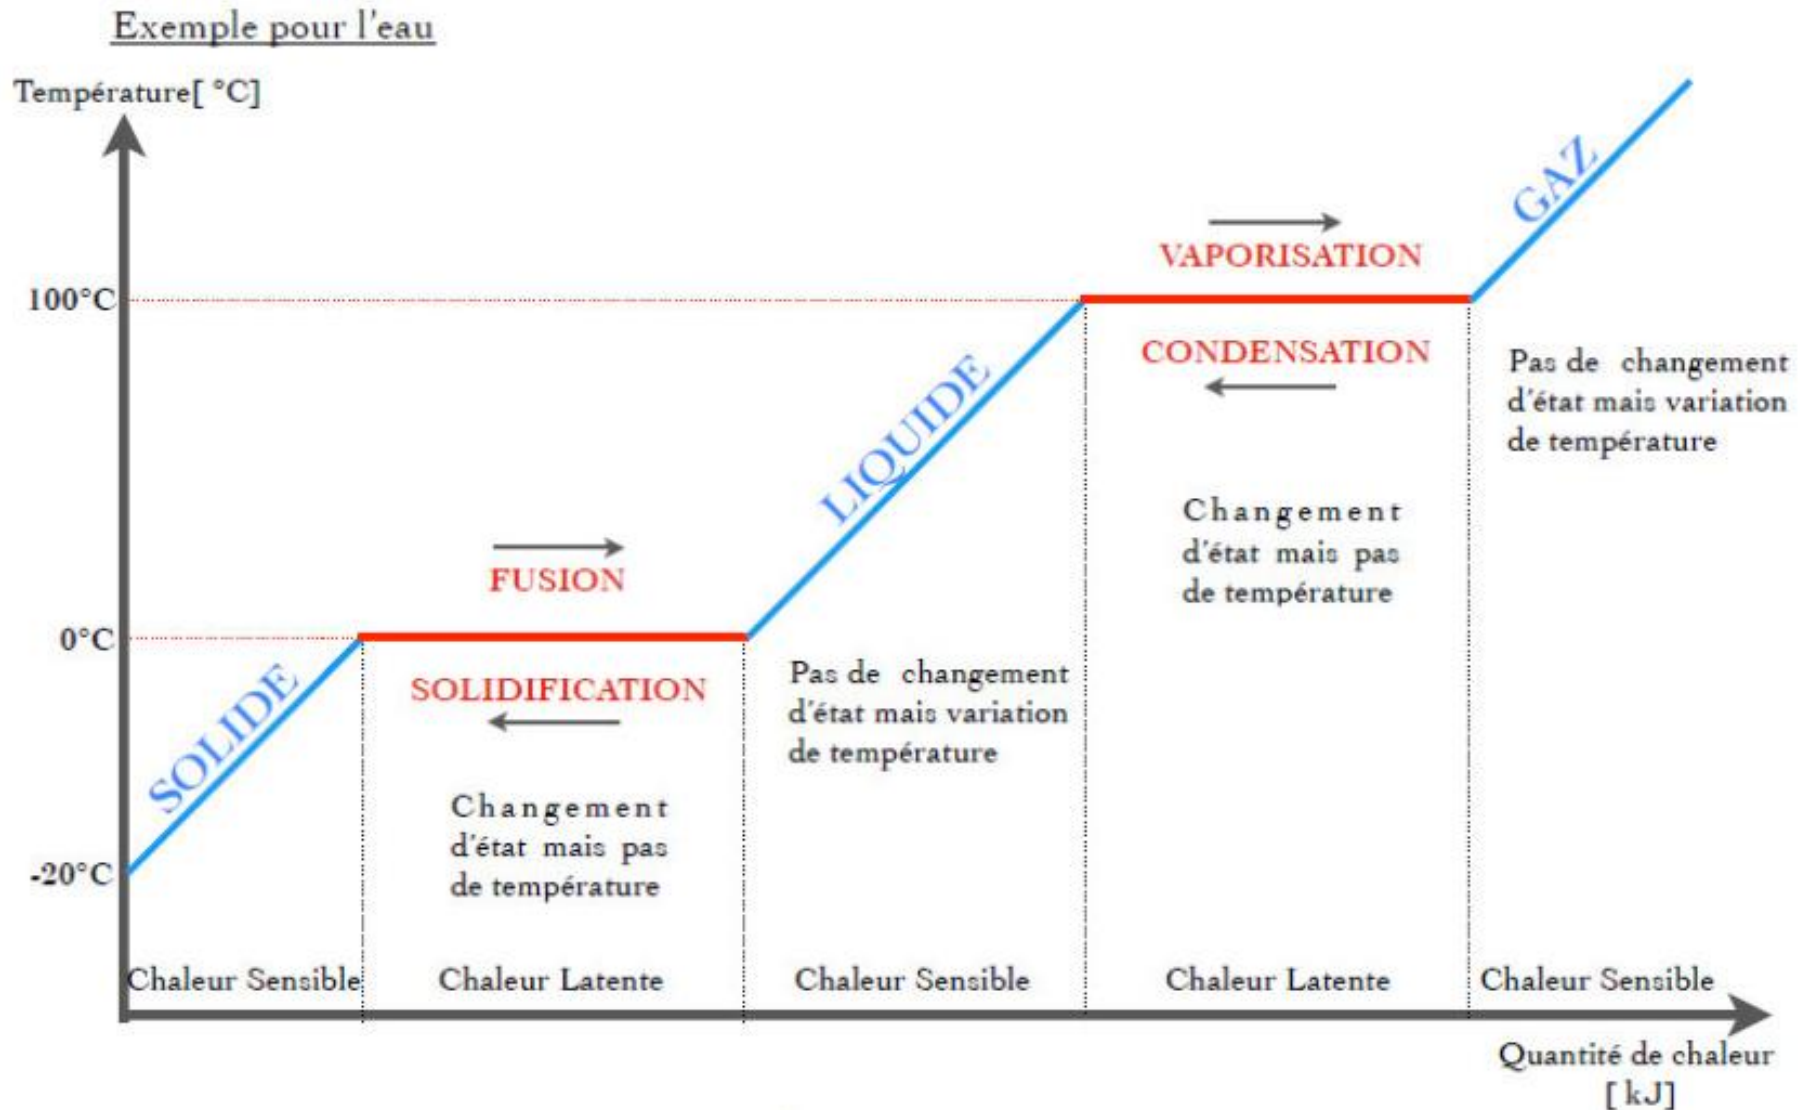 Exemple pour l'eau
Température[ °C]
GAZ
VAPORISATION
100°C
CONDENSATION
Pas de changement
d'état mais variation
de température
LIQUIDE
Changement
d'état mais pas
de température
FUSION
0°C
SOLIDIFICATION
Pas de changement
d'état mais variation
de température
SOLIDE
Changement
d'état mais pas
de température
-20°C
Chaleur Sensible
Chaleur Latente
Chaleur Sensible
Chaleur Latente
Chaleur Sensible
Quantité de chaleur
[ kJ]